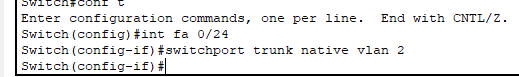 Switch#conf t
Enter configuration commands, one per line.  End with CNTL/Z.
Switch(config)#int fa 0/24
Switch(config-if)#switchport trunk native vlan 2
Switch(config-if)#